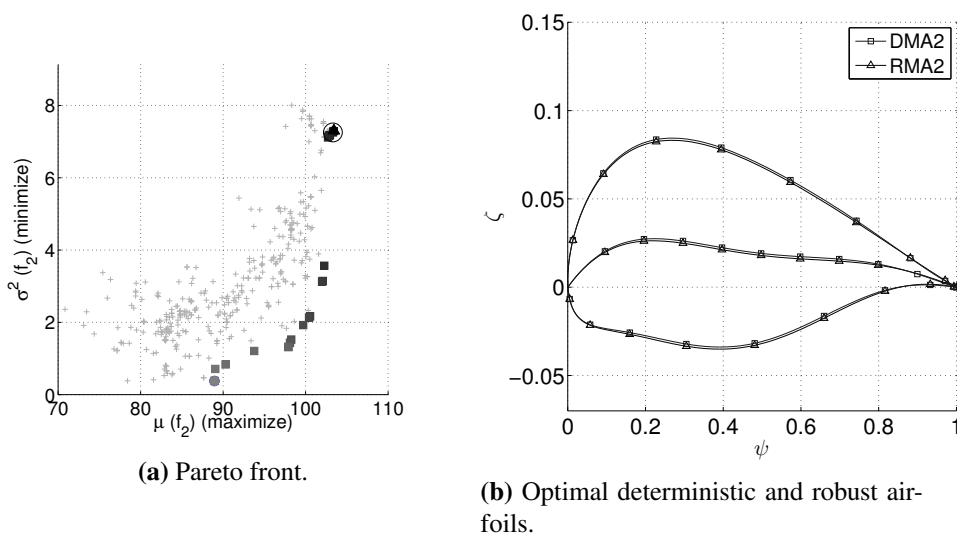 8
6
4
2
0
70
80
90
100
110
σ² (f₂) (minimize)
μ (f₂) (maximize)
(a) Pareto front.
0.15
0.1
0.05
0
−0.05
0
0.2
0.4
0.6
0.8
1
ζ
ψ
DMA2
RMA2
(b) Optimal deterministic and robust air-
foils.